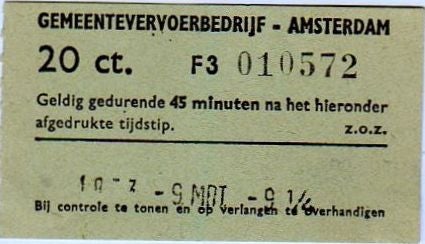 GEMEENTEVERVOERBEDRIJF - AMSTERDAM
20 ct. F3 010572
Geldig gedurende 45 minuten na het hieronder
afgedrukte tijdstip. z.o.z.
- 9 - 9
Bij controle te tonen en op verlangen te overhandigen